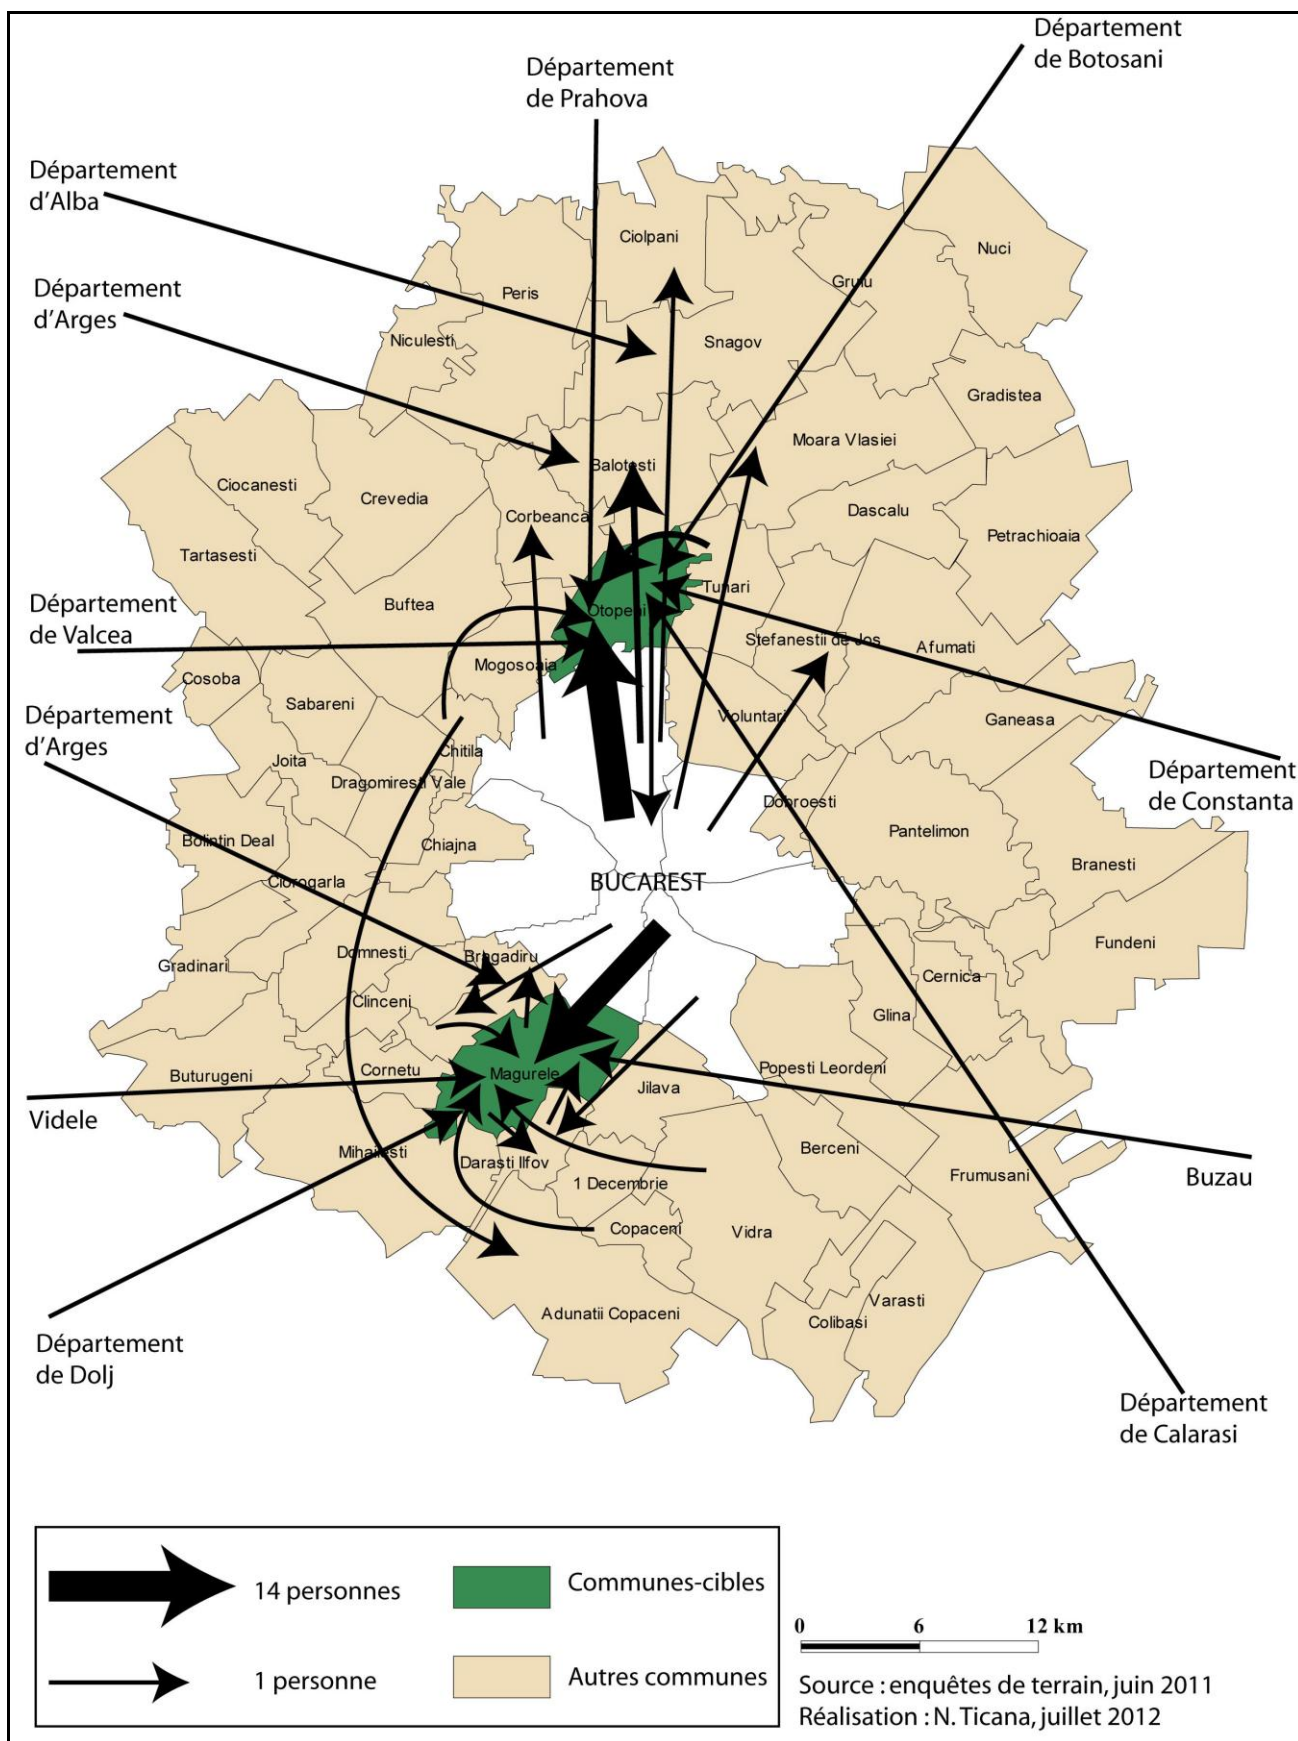 Département
de Botosani
Département
de Prahova
Département
d'Alba
Département
d'Arges
Ciolpani
Nuci
Gruiu
Peris
Niculesti
Snagov
Gradistea
Moara Vlasiei
Balotesti
Ciocanesti
Crevedia
Corbeanca
Dascalu
Petrachioaia
Tartasesti
Tunari
Buftea
Otopeni
Département
de Valcea
Stefanestii de Jos
Afumati
Mogosoaia
Cosoba
Sabareni
Voluntari
Ganeasa
Département
d'Arges
Chitila
Joita
Dragomiresti Vale
Département
de Constanta
Dobroesti
Pantelimon
Bolintin Deal
Chiajna
Branesti
Ciorogarla
BUCAREST
Domnesti
Bragadiru
Fundeni
Gradinari
Cernica
Clinceni
Glina
Buturugeni
Cornetu
Magurele
Jilava
Popesti Leordeni
Videle
Mihailesti
Darasti Ilfov
Berceni
1 Decembrie
Frumusani
Buzau
Copaceni
Vidra
Adunatii Copaceni
Varasti
Colibasi
Département
de Dolj
Département
de Calarasi
14 personnes
Communes-cibles
1 personne
Autres communes
0 6 12 km
Source : enquêtes de terrain, juin 2011
Réalisation : N. Ticana, juillet 2012